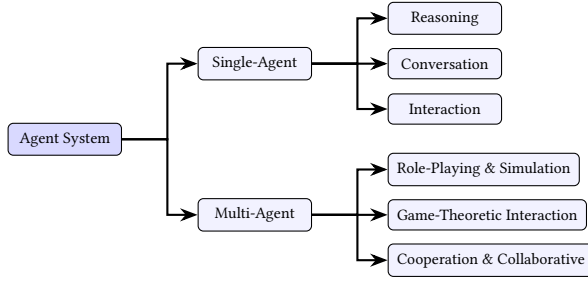 Reasoning
Single-Agent
Conversation
Interaction
Agent System
Role-Playing & Simulation
Multi-Agent
Game-Theoretic Interaction
Cooperation & Collaborative